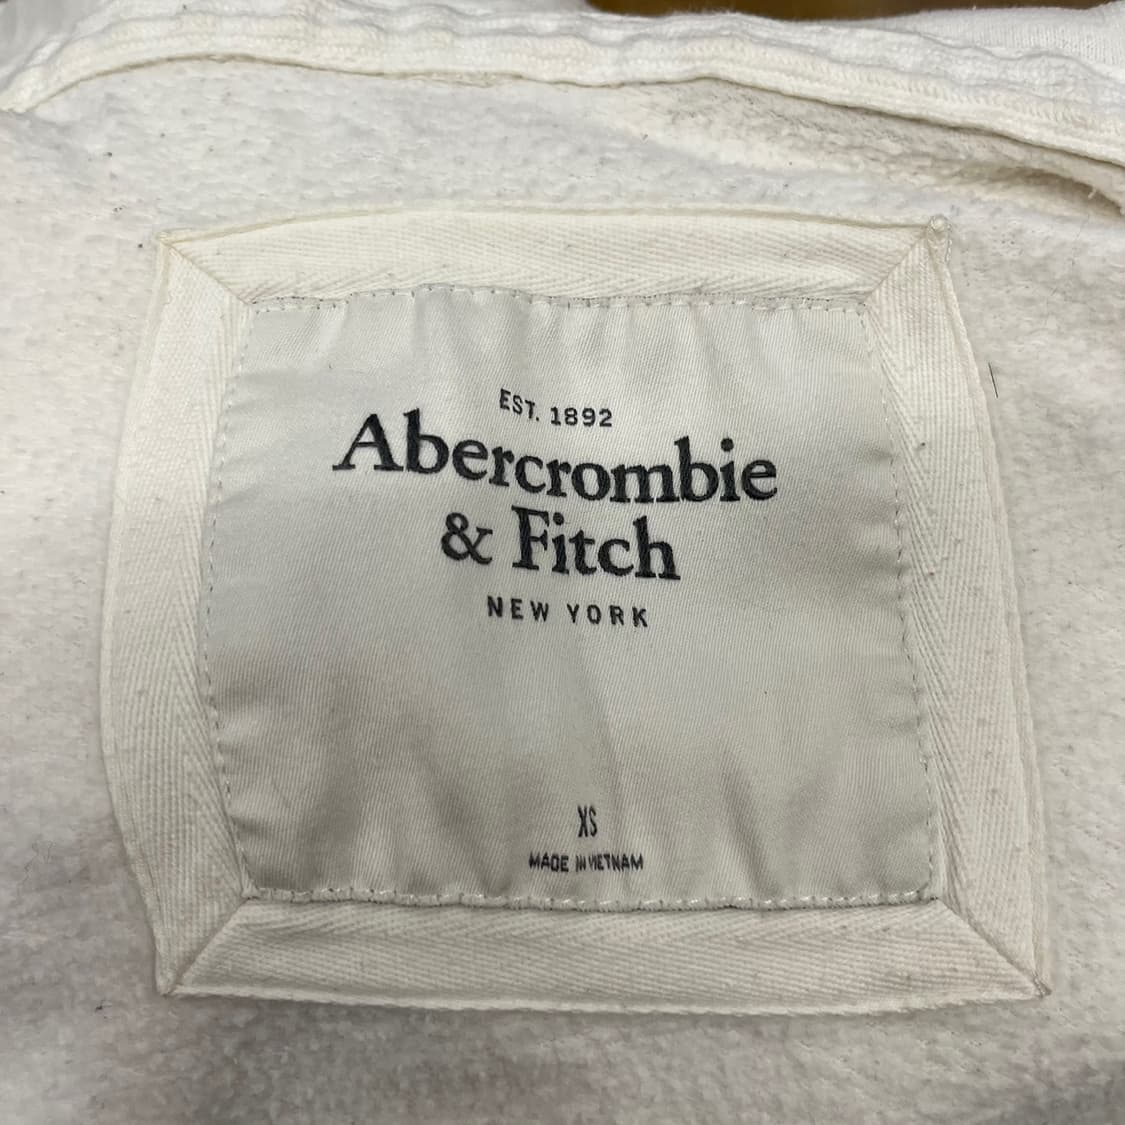 EST. 1892
Abercrombie
& Fitch
NEW YORK
XS
MADE IN VIETNAM